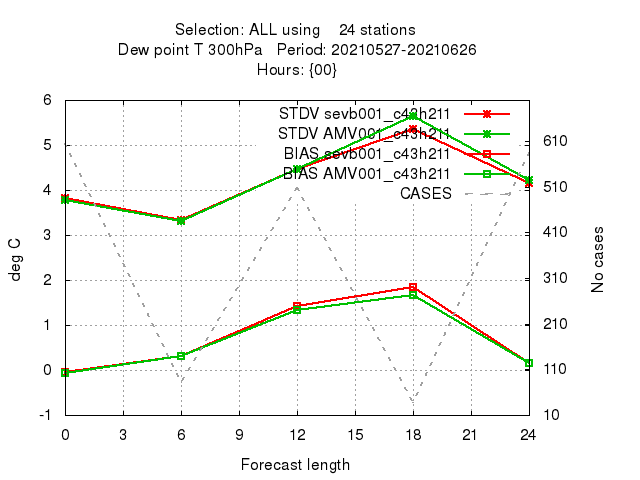 Selection: ALL using    24 stations
Dew point T 300hPa   Period: 20210527-20210626
Hours: {00}
STDV sevb001_c43h211
STDV AMV001_c43h211
BIAS sevb001_c43h211
BIAS AMV001_c43h211
CASES
6
5
4
3
2
1
0
-1
deg C
610
510
410
310
210
110
10
No cases
0 3 6 9 12 15 18 21 24
Forecast length